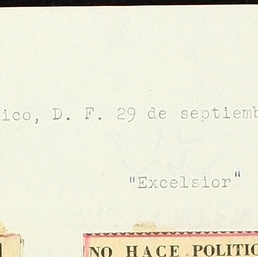 ico, D. F. 29 de septiemb
"Excelsior"
NO HACE POLITIC